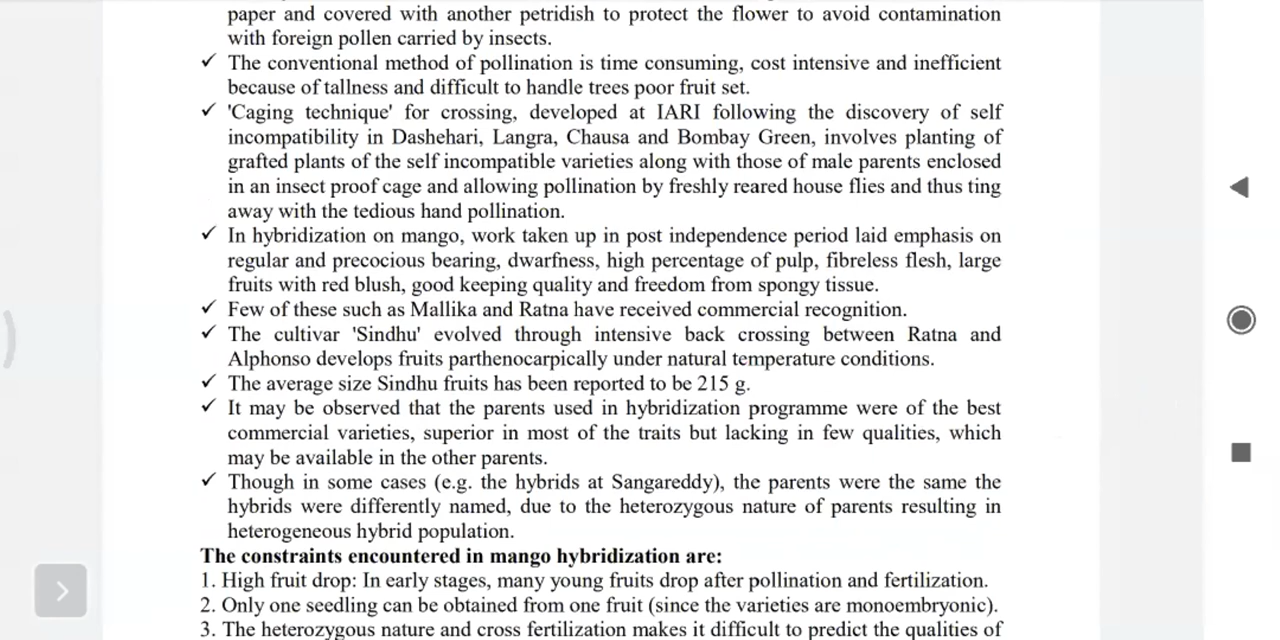 paper and covered with another petridish to protect the flower to avoid contamination
with foreign pollen carried by insects.
✓ The conventional method of pollination is time consuming, cost intensive and inefficient
because of tallness and difficult to handle trees poor fruit set.
✓ 'Caging technique' for crossing, developed at IARI following the discovery of self
incompatibility in Dashehari, Langra, Chausa and Bombay Green, involves planting of
grafted plants of the self incompatible varieties along with those of male parents enclosed
in an insect proof cage and allowing pollination by freshly reared house flies and thus ting
away with the tedious hand pollination.
✓ In hybridization on mango, work taken up in post independence period laid emphasis on
regular and precocious bearing, dwarfness, high percentage of pulp, fibreless flesh, large
fruits with red blush, good keeping quality and freedom from spongy tissue.
✓ Few of these such as Mallika and Ratna have received commercial recognition.
✓ The cultivar 'Sindhu' evolved through intensive back crossing between Ratna and
Alphonso develops fruits parthenocarpically under natural temperature conditions.
✓ The average size Sindhu fruits has been reported to be 215 g.
✓ It may be observed that the parents used in hybridization programme were of the best
commercial varieties, superior in most of the traits but lacking in few qualities, which
may be available in the other parents.
✓ Though in some cases (e.g. the hybrids at Sangareddy), the parents were the same the
hybrids were differently named, due to the heterozygous nature of parents resulting in
heterogeneous hybrid population.
The constraints encountered in mango hybridization are:
1. High fruit drop: In early stages, many young fruits drop after pollination and fertilization.
2. Only one seedling can be obtained from one fruit (since the varieties are monoembryonic).
3. The heterozygous nature and cross fertilization makes it difficult to predict the qualities of